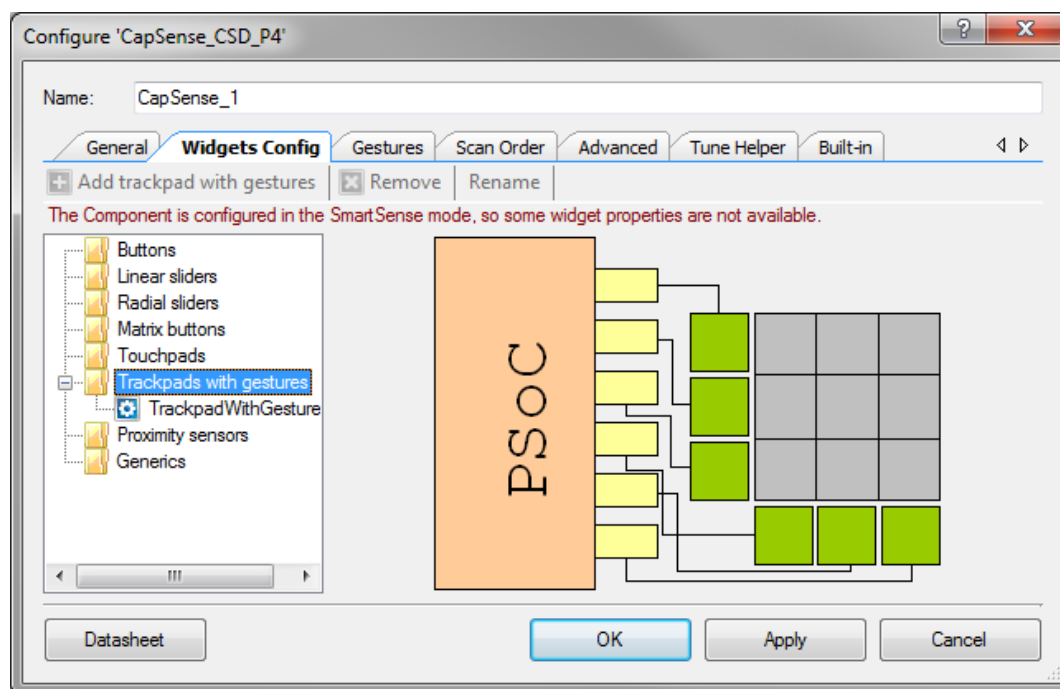 Configure 'CapSense_CSD_P4'
Name: CapSense_1
General Widgets Config Gestures Scan Order Advanced Tune Helper Built-in
Add trackpad with gestures Remove Rename
The Component is configured in the SmartSense mode, so some widget properties are not available.
Buttons
Linear sliders
Radial sliders
Matrix buttons
Touchpads
Trackpads with gestures
TrackpadWithGesture
Proximity sensors
Generics
PSoC
Datasheet OK Apply Cancel